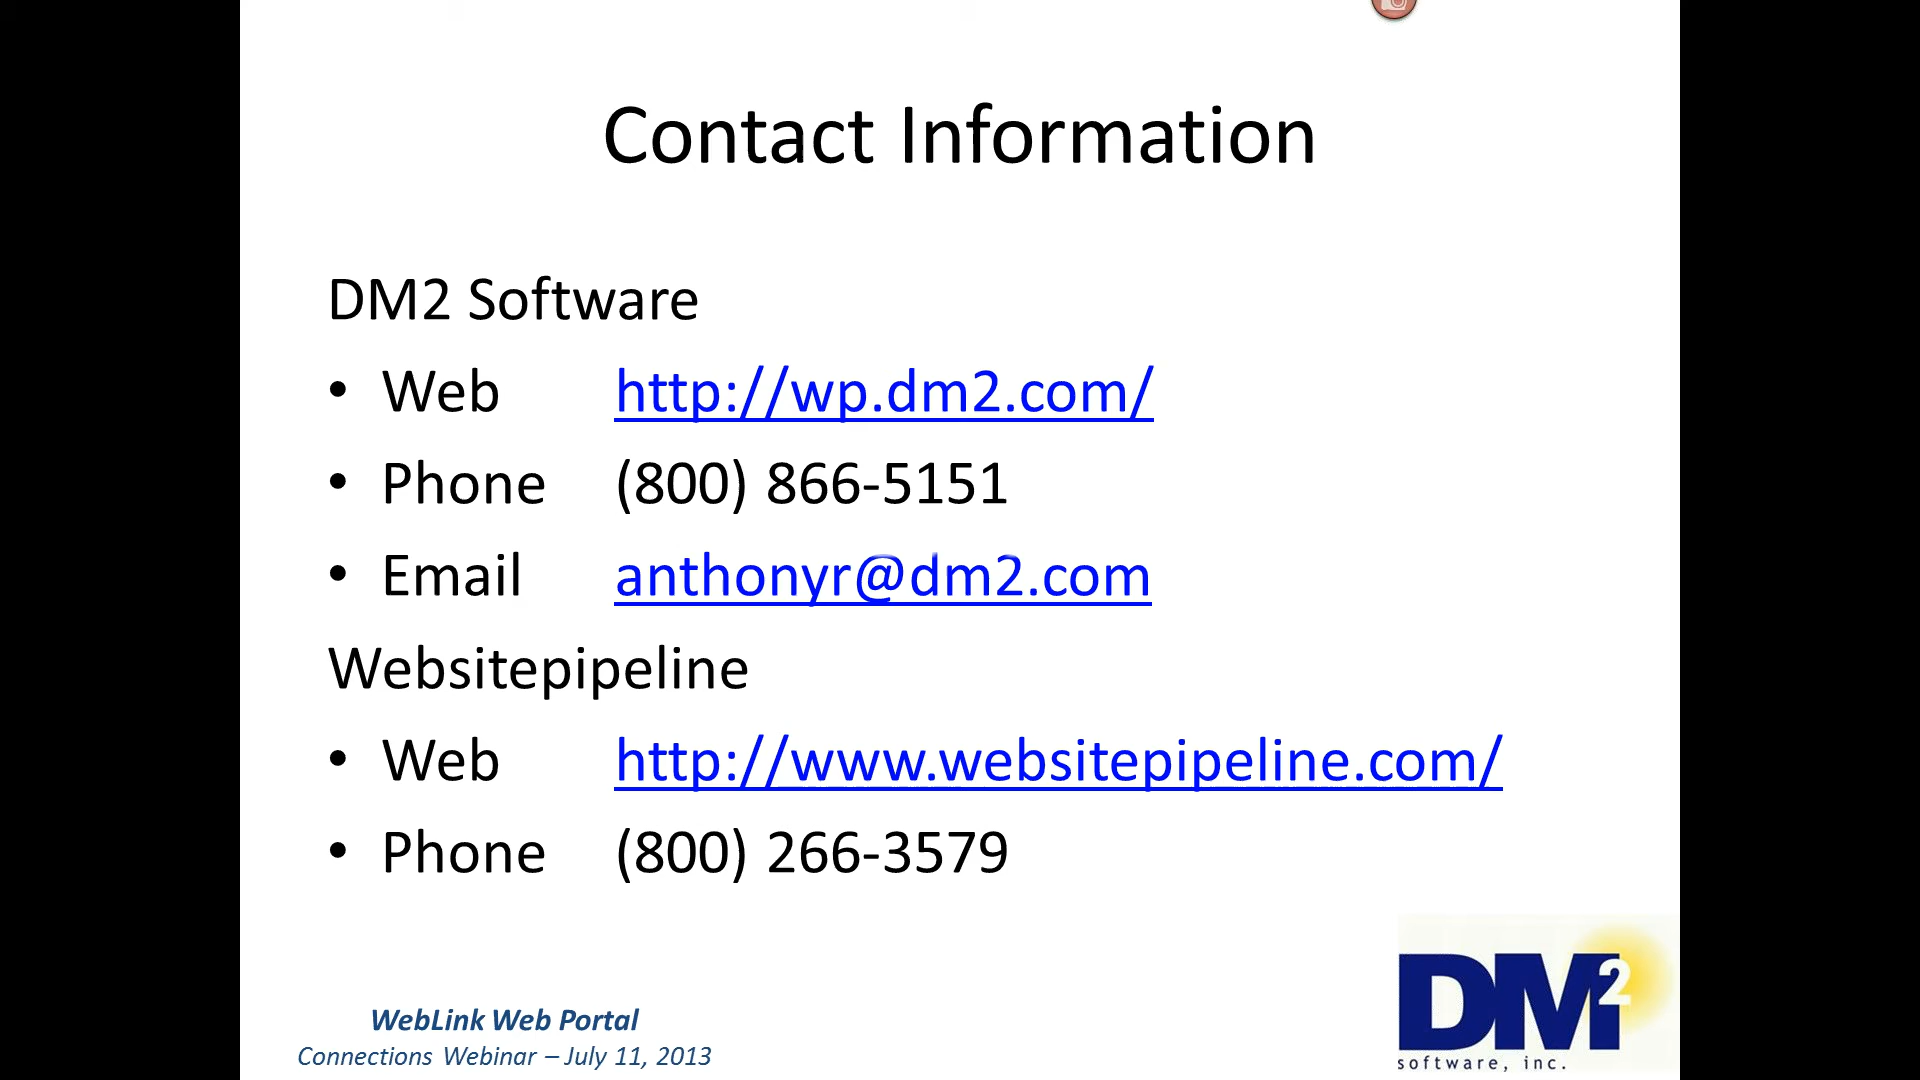 Contact Information
DM2 Software
• Web http://wp.dm2.com/
• Phone (800) 866-5151
• Email anthonyr@dm2.com
Websitepipeline
• Web http://www.websitepipeline.com/
• Phone (800) 266-3579
WebLink Web Portal
Connections Webinar – July 11, 2013
DM2
software, inc.